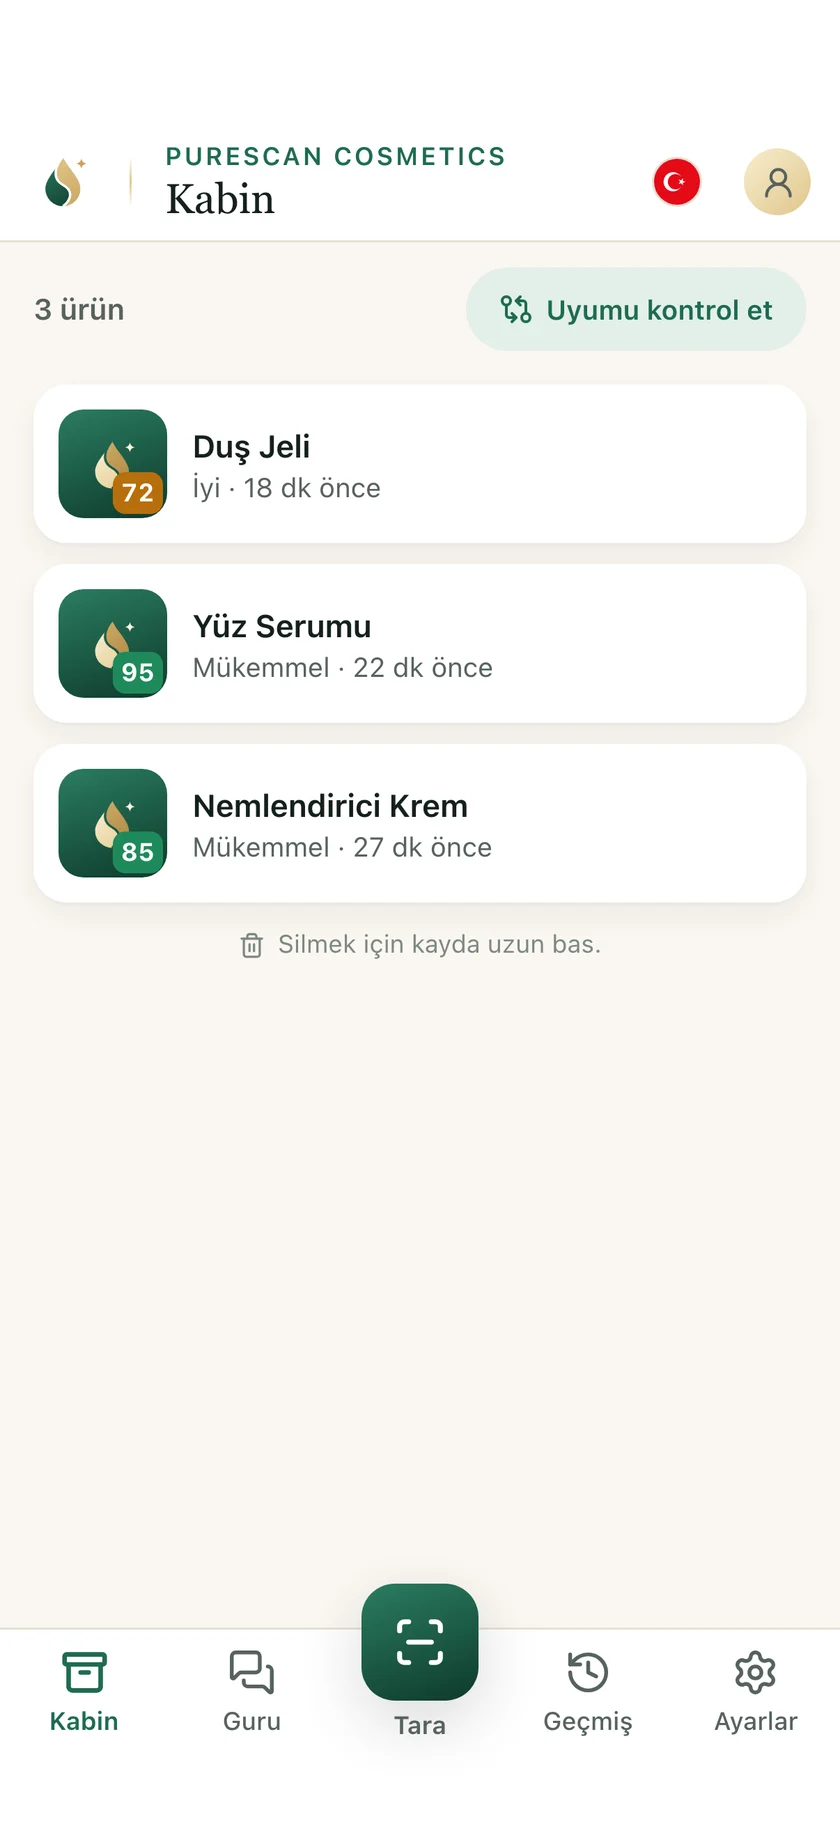 PURESCAN COSMETICS
Kabin
3 ürün
Uyumu kontrol et
Duş Jeli
72
İyi · 18 dk önce
Yüz Serumu
95
Mükemmel · 22 dk önce
Nemlendirici Krem
85
Mükemmel · 27 dk önce
Silmek için kayda uzun bas.
Kabin
Guru
Tara
Geçmiş
Ayarlar